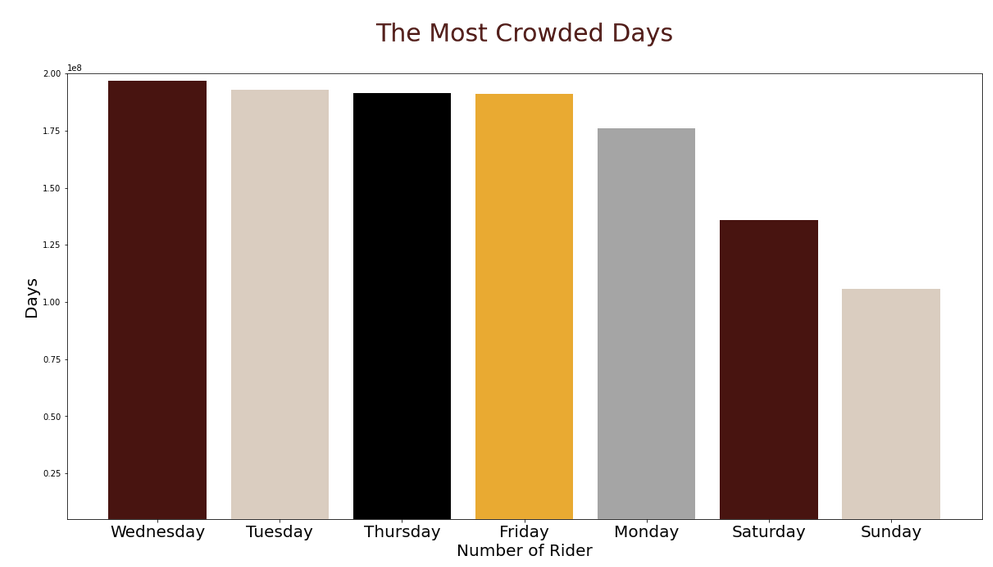 The Most Crowded Days
1e8
2.00
1.75
1.50
1.25
1.00
0.75
0.50
0.25
Days
Wednesday Tuesday Thursday Friday Monday Saturday Sunday
Number of Rider